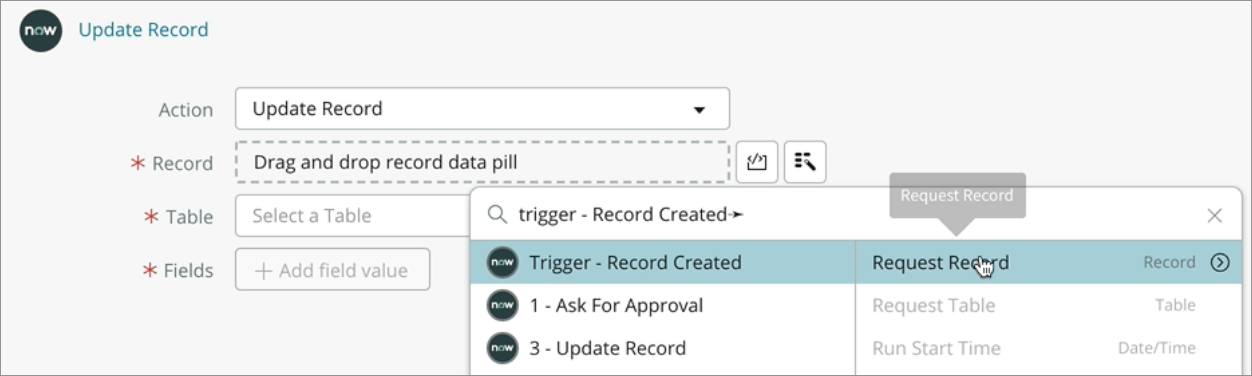 now Update Record
Action Update Record
* Record Drag and drop record data pill
* Table Select a Table
* Fields + Add field value
Request Record
trigger - Record Created➛
now Trigger - Record Created Request Record Record
now 1 - Ask For Approval Request Table Table
now 3 - Update Record Run Start Time Date/Time